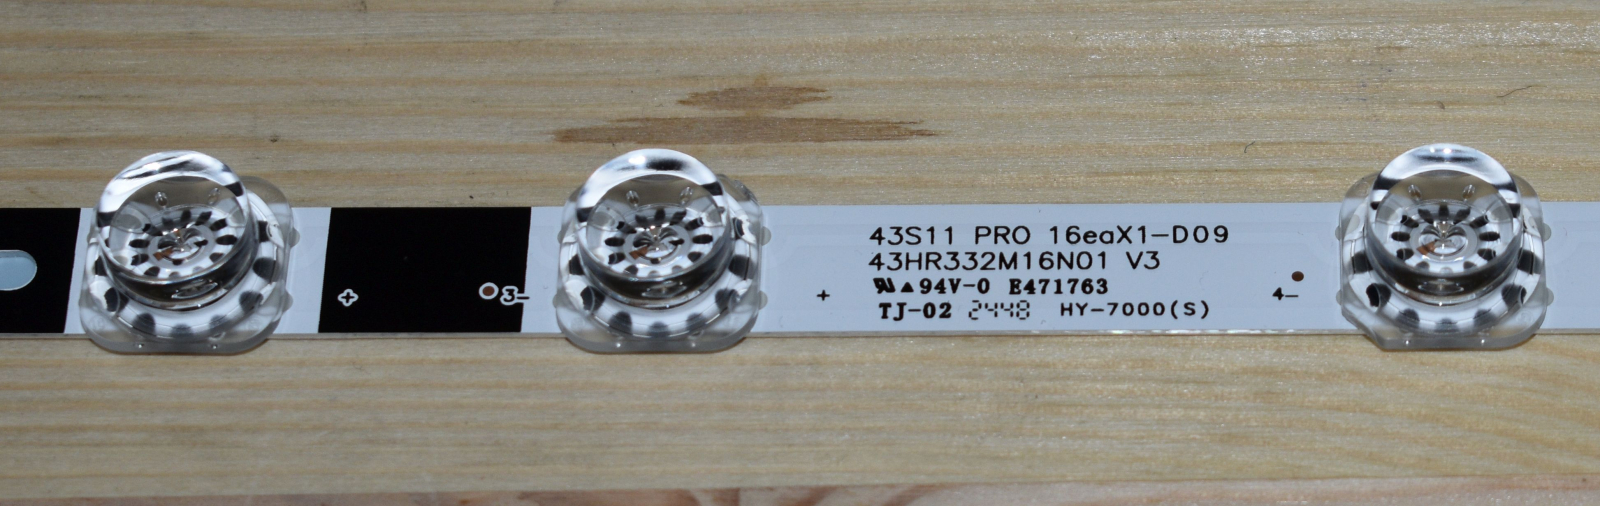 43S11 PRO 16eaX1-D09
43HR332M16N01 V3
94V-0 E471763
TJ-02 2448 HY-7000(S)
+ 3- + 4-